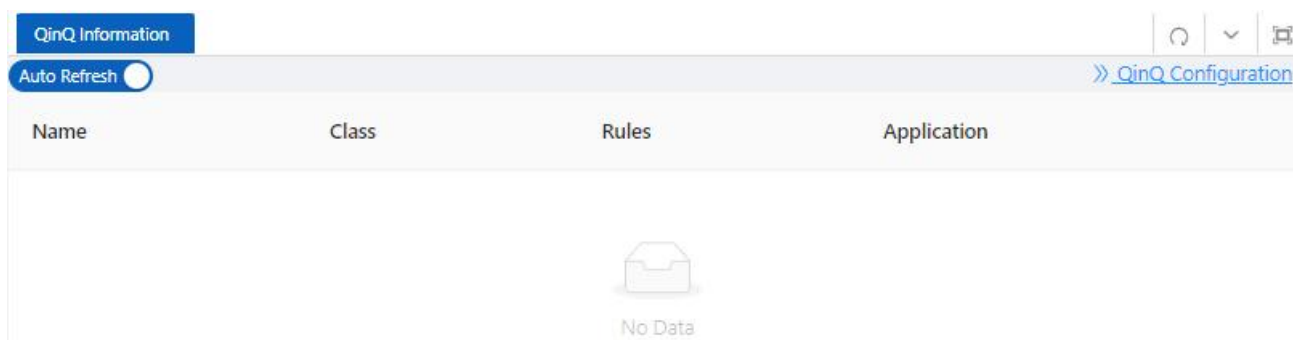 QinQ Information
Auto Refresh
» QinQ Configuration
Name Class Rules Application
No Data